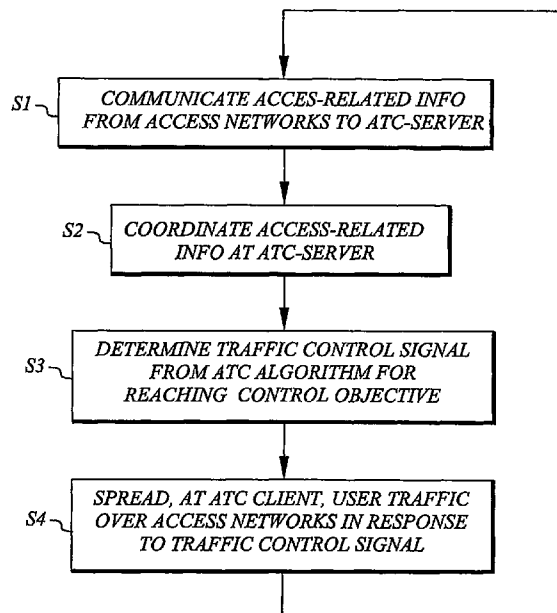 S1
COMMUNICATE ACCES-RELATED INFO
FROM ACCESS NETWORKS TO ATC-SERVER
S2
COORDINATE ACCESS-RELATED
INFO AT ATC-SERVER
S3
DETERMINE TRAFFIC CONTROL SIGNAL
FROM ATC ALGORITHM FOR
REACHING CONTROL OBJECTIVE
S4
SPREAD, AT ATC CLIENT, USER TRAFFIC
OVER ACCESS NETWORKS IN RESPONSE
TO TRAFFIC CONTROL SIGNAL